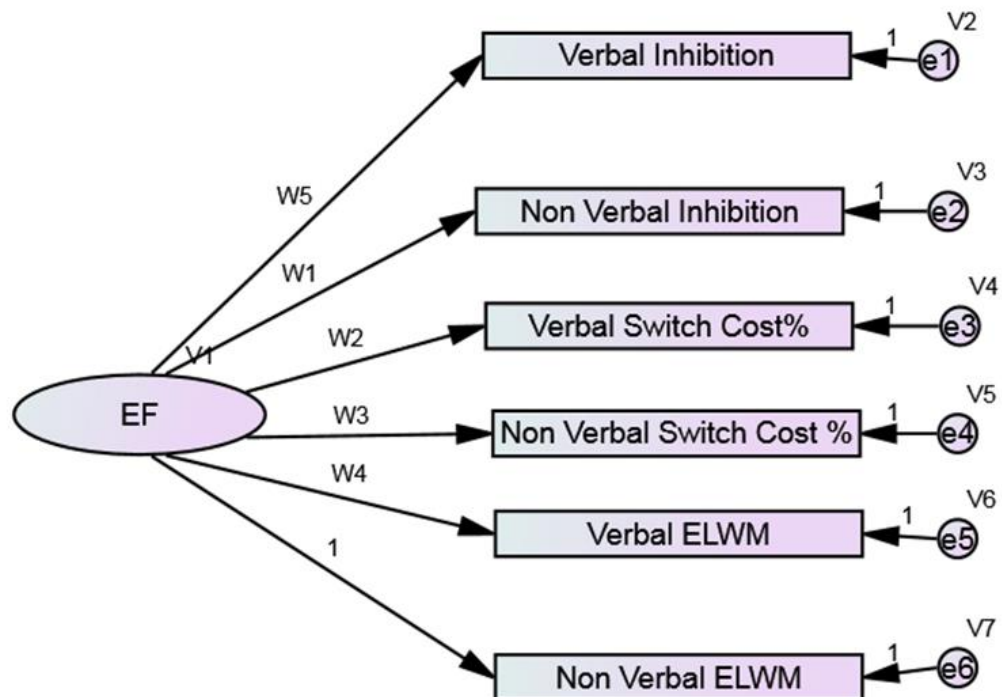 V2
1
Verbal Inhibition
e1
W5
V3
1
Non Verbal Inhibition
e2
W1
V4
1
Verbal Switch Cost%
e3
W2
V1
EF
V5
1
Non Verbal Switch Cost %
e4
W3
V6
1
Verbal ELWM
e5
W4
V7
1
Non Verbal ELWM
e6
1